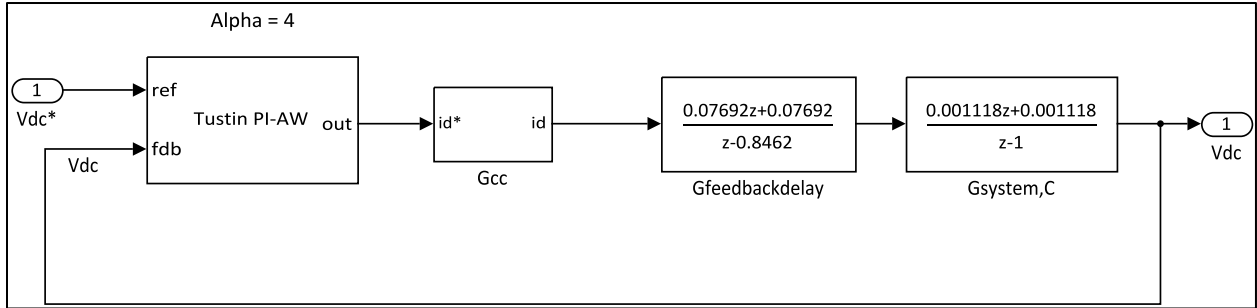 Alpha = 4
1
Vdc*
ref
fdb
Tustin PI-AW
out
Vdc
id*
id
Gcc
0.07692z+0.07692
z-0.8462
Gfeedbackdelay
0.001118z+0.001118
z-1
Gsystem,C
1
Vdc